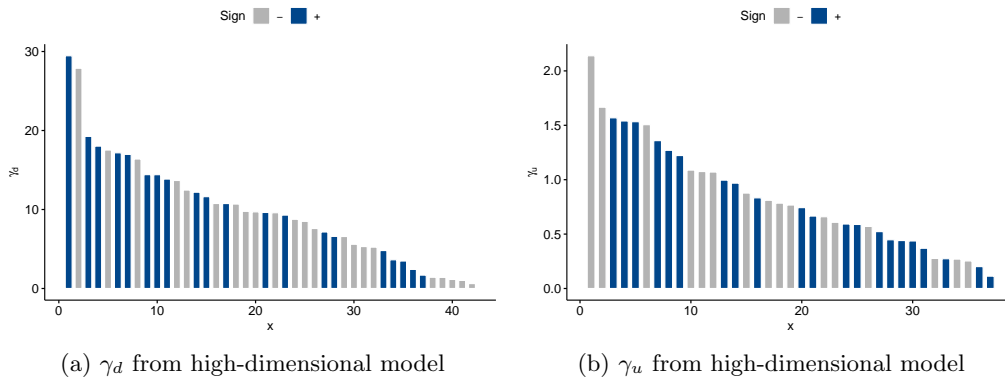 Sign - +
30
20
10
0
γd
0 10 20 30 40
x
(a) γd from high-dimensional model
Sign - +
2.0
1.5
1.0
0.5
0.0
γu
0 10 20 30
x
(b) γu from high-dimensional model